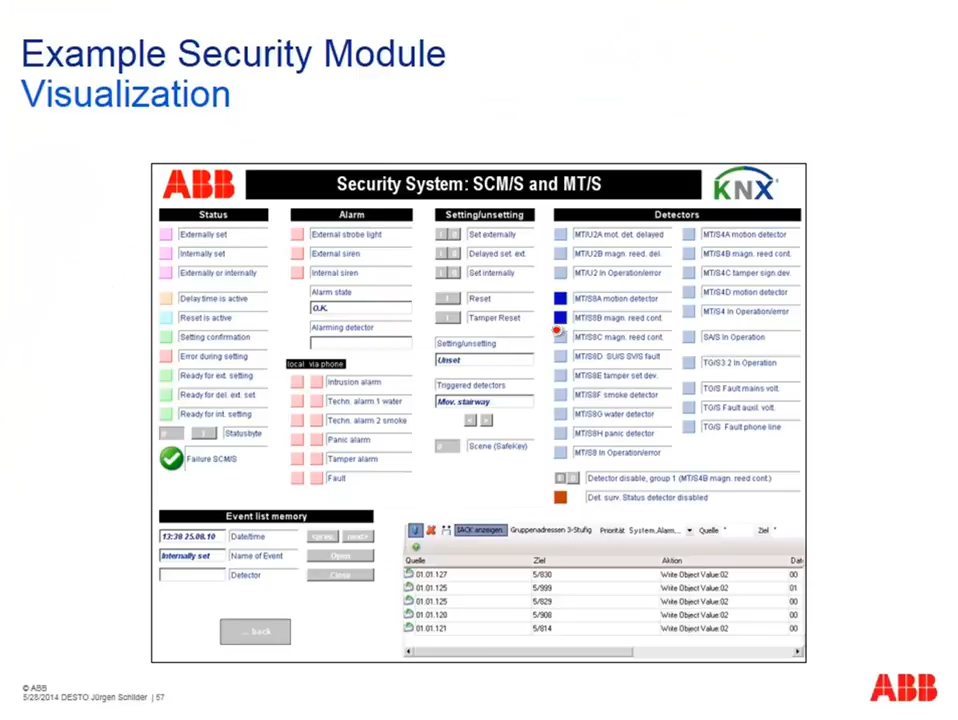 Example Security Module
Visualization
ABB
Security System: SCM/S and MT/S
KNX
Status
Externally set
Internally set
Externally or internally
Delay time is active
Reset is active
Setting confirmation
Error during setting
Ready for ext. setting
Ready for del. ext. set
Ready for int. setting
Statusbyte
Failure SCM/S
Alarm
External strobe light
External siren
Internal siren
Alarm state
O.K.
Alarming detector
local via phone
Intrusion alarm
Techn. alarm 1 water
Techn. alarm 2 smoke
Panic alarm
Tamper alarm
Fault
Setting/unsetting
Set externally
Delayed set. ext.
Set internally
Reset
Tamper Reset
Setting/unsetting
Unset
Triggered detectors
Mov. stairway
< >
Scene (SafeKey)
Detectors
MT/U2A mot. det. delayed
MT/U2B magn. reed. del.
MT/U2 In Operation/error
MT/S8A motion detector
MT/S8B magn. reed cont.
MT/S8C magn. reed cont.
MT/S8D SU/S SV/S fault
MT/S8E tamper set dev.
MT/S8F smoke detector
MT/S8G water detector
MT/S8H panic detector
MT/S8 In Operation/error
MT/S4A motion detector
MT/S4B magn. reed cont.
MT/S4C tamper sign.dev.
MT/S4D motion detector
MT/S4 In Operation/error
SA/S In Operation
TG/S3.2 In Operation
TG/S Fault mains volt.
TG/S Fault auxil. volt.
TG/S Fault phone line
Detector disable, group 1 (MT/S4B magn. reed cont.)
Det. surv. Status detector disabled
Event list memory
13:38 25.08.10 Date/time
Internally set Name of Event Open
Detector Close
... back
!ACK anzeigen Gruppenadressen 3-Stufig Priorität System,Alarm,... Quelle * Ziel *
Quelle Ziel Aktion Dat
01.01.127 5/830 Write Object Value:02 00
01.01.125 5/999 Write Object Value:02 01
01.01.125 5/829 Write Object Value:02 00
01.01.120 5/908 Write Object Value:02 00
01.01.121 5/814 Write Object Value:02 00
© ABB
5/28/2014 DESTO Jürgen Schilder | 57
ABB